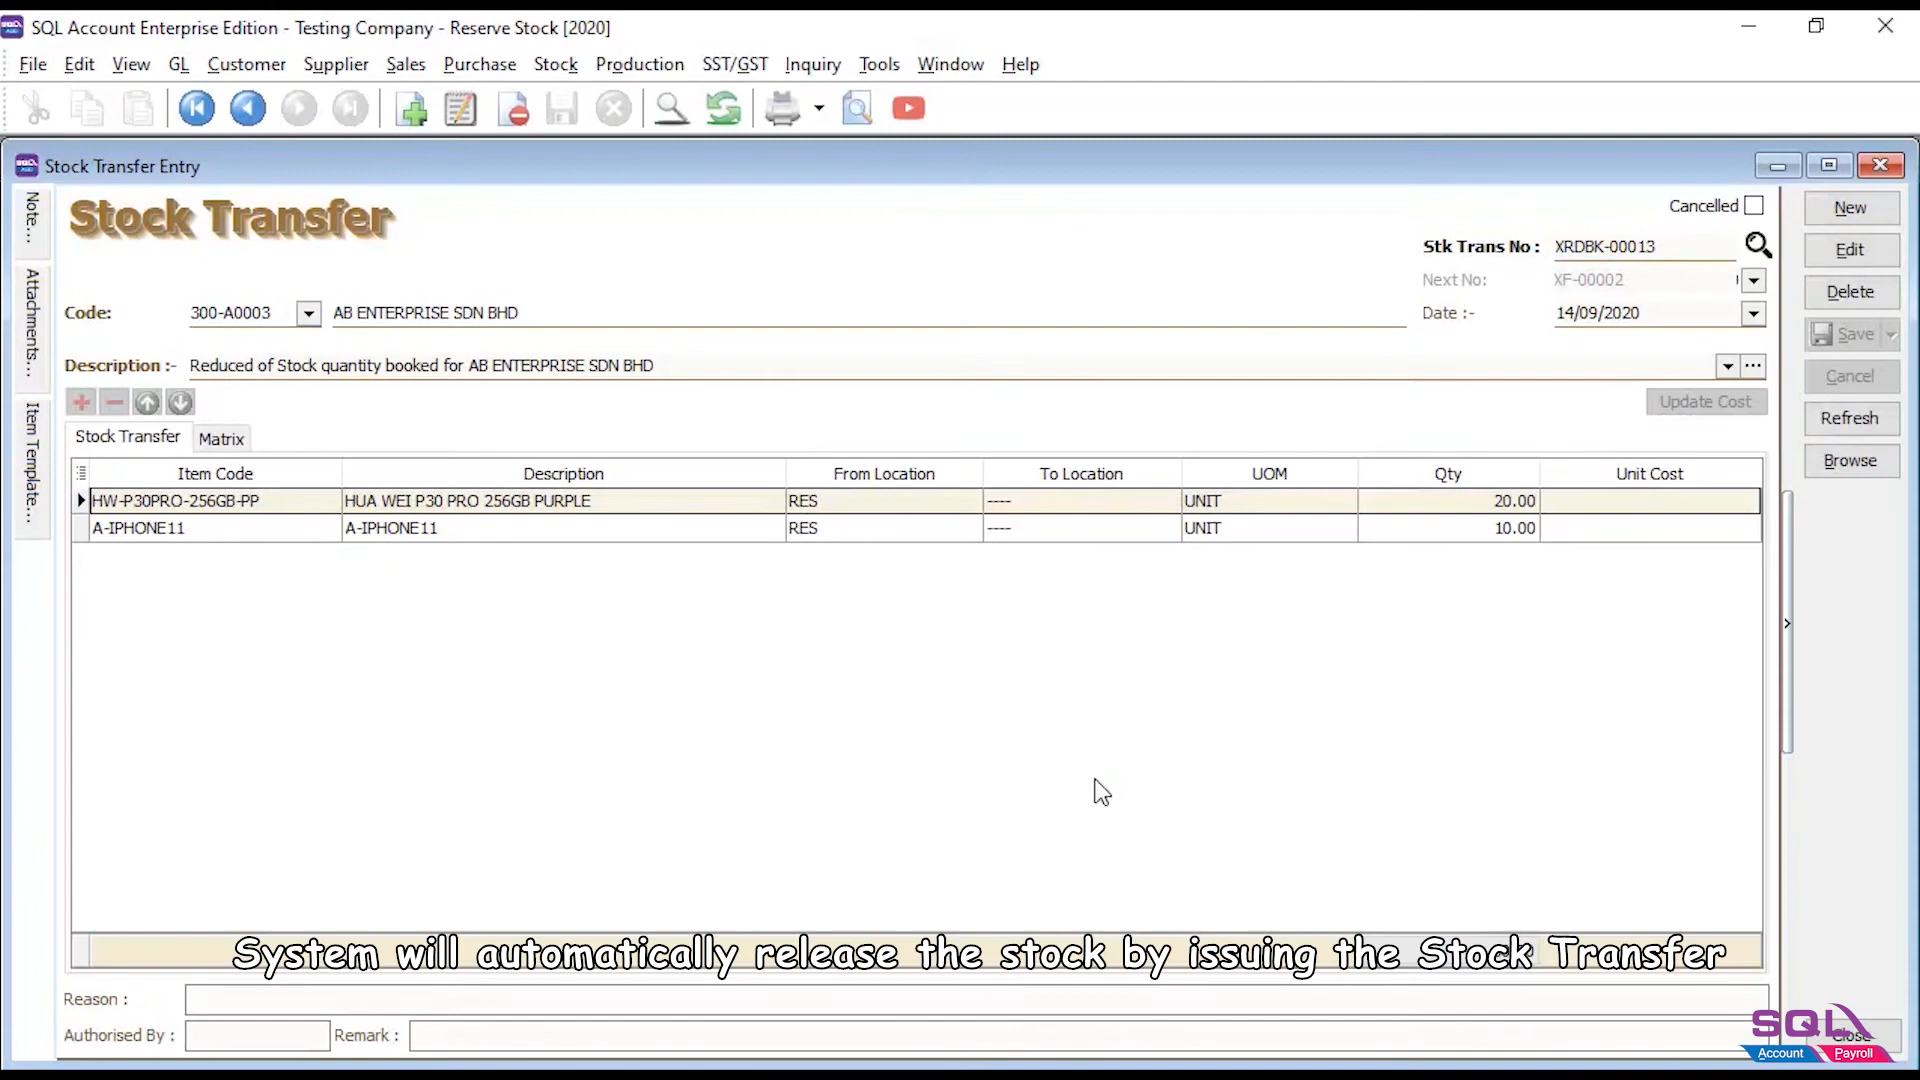 SQL Account Enterprise Edition - Testing Company - Reserve Stock [2020]
File Edit View GL Customer Supplier Sales Purchase Stock Production SST/GST Inquiry Tools Window Help
Stock Transfer Entry
Note...
Attachments...
Item Template...
Stock Transfer
Cancelled
Stk Trans No : XRDBK-00013
Next No: XF-00002
Code: 300-A0003 AB ENTERPRISE SDN BHD
Date :- 14/09/2020
Description :- Reduced of Stock quantity booked for AB ENTERPRISE SDN BHD
Update Cost
Stock Transfer Matrix
Item Code Description From Location To Location UOM Qty Unit Cost
HW-P30PRO-256GB-PP HUA WEI P30 PRO 256GB PURPLE RES ---- UNIT 20.00
A-IPHONE11 A-IPHONE11 RES ---- UNIT 10.00
System will automatically release the stock by issuing the Stock Transfer
Reason :
Authorised By : Remark :
New
Edit
Delete
Save
Cancel
Refresh
Browse
Close
SQL
Account Payroll